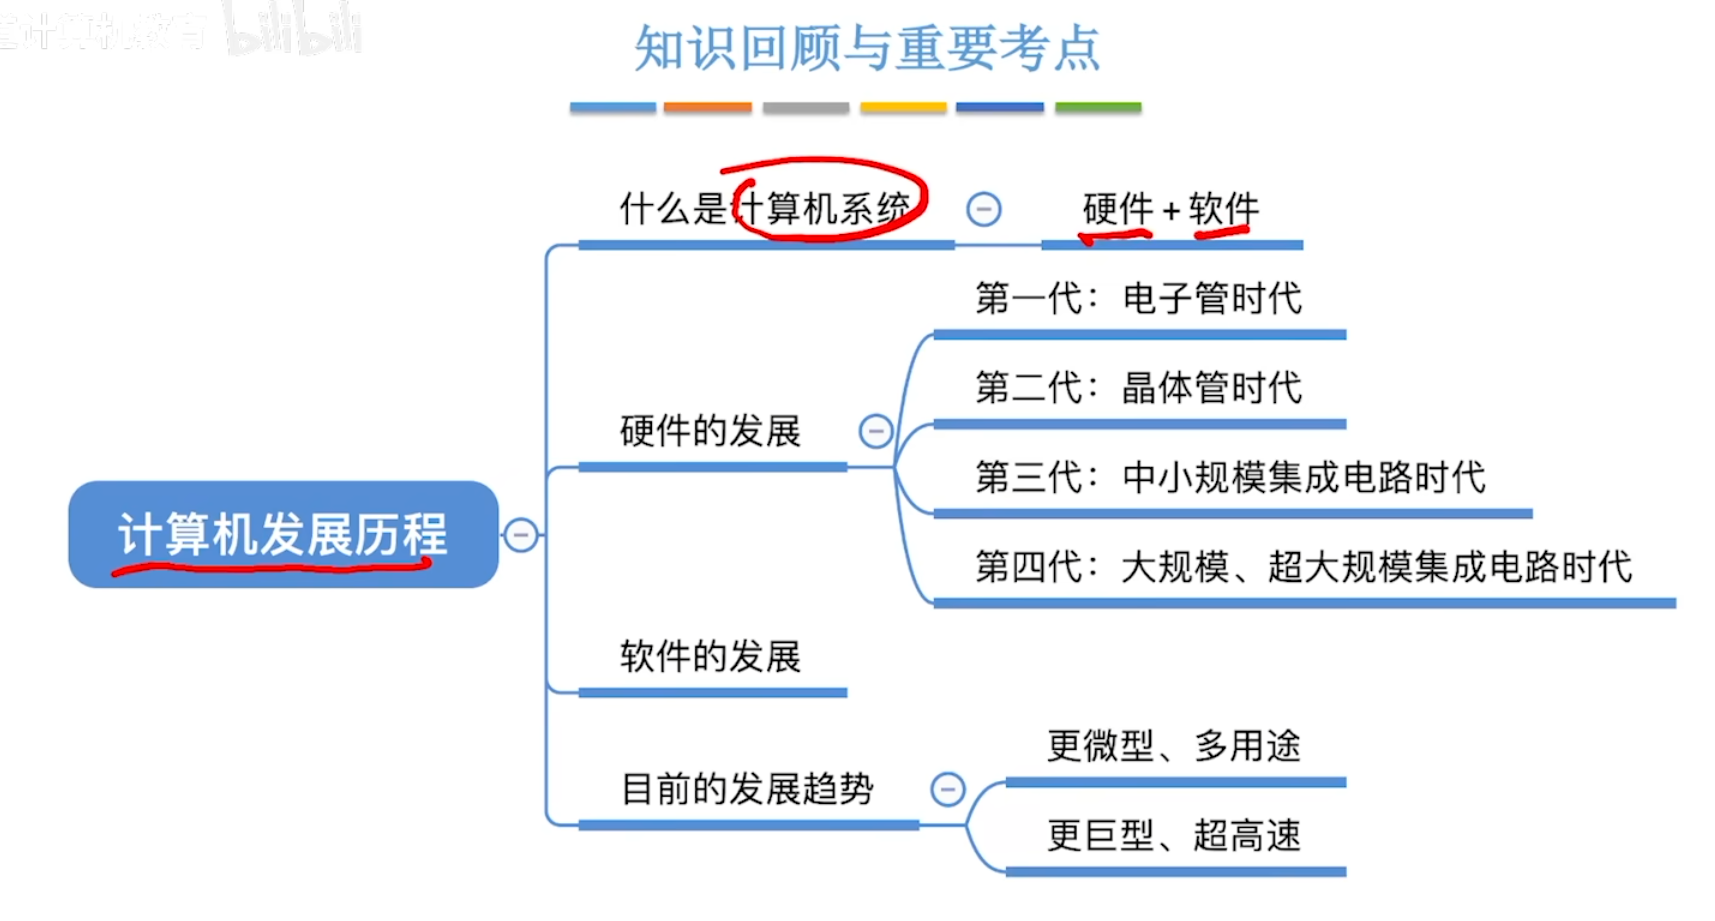 计算机教育 bilibili
知识回顾与重要考点
什么是计算机系统
硬件+软件
计算机发展历程
硬件的发展
第一代：电子管时代
第二代：晶体管时代
第三代：中小规模集成电路时代
第四代：大规模、超大规模集成电路时代
软件的发展
目前的发展趋势
更微型、多用途
更巨型、超高速